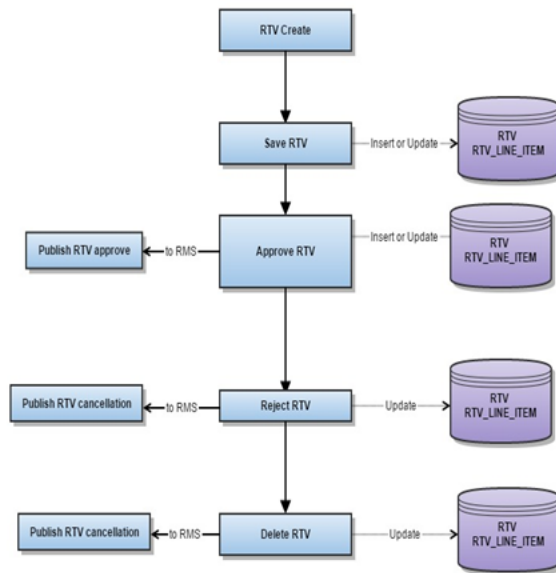 RTV Create
Save RTV
Insert or Update
RTV
RTV_LINE_ITEM
Publish RTV approve
to RMS
Approve RTV
Insert or Update
RTV
RTV_LINE_ITEM
Publish RTV cancellation
to RMS
Reject RTV
Update
RTV
RTV_LINE_ITEM
Publish RTV cancellation
to RMS
Delete RTV
Update
RTV
RTV_LINE_ITEM